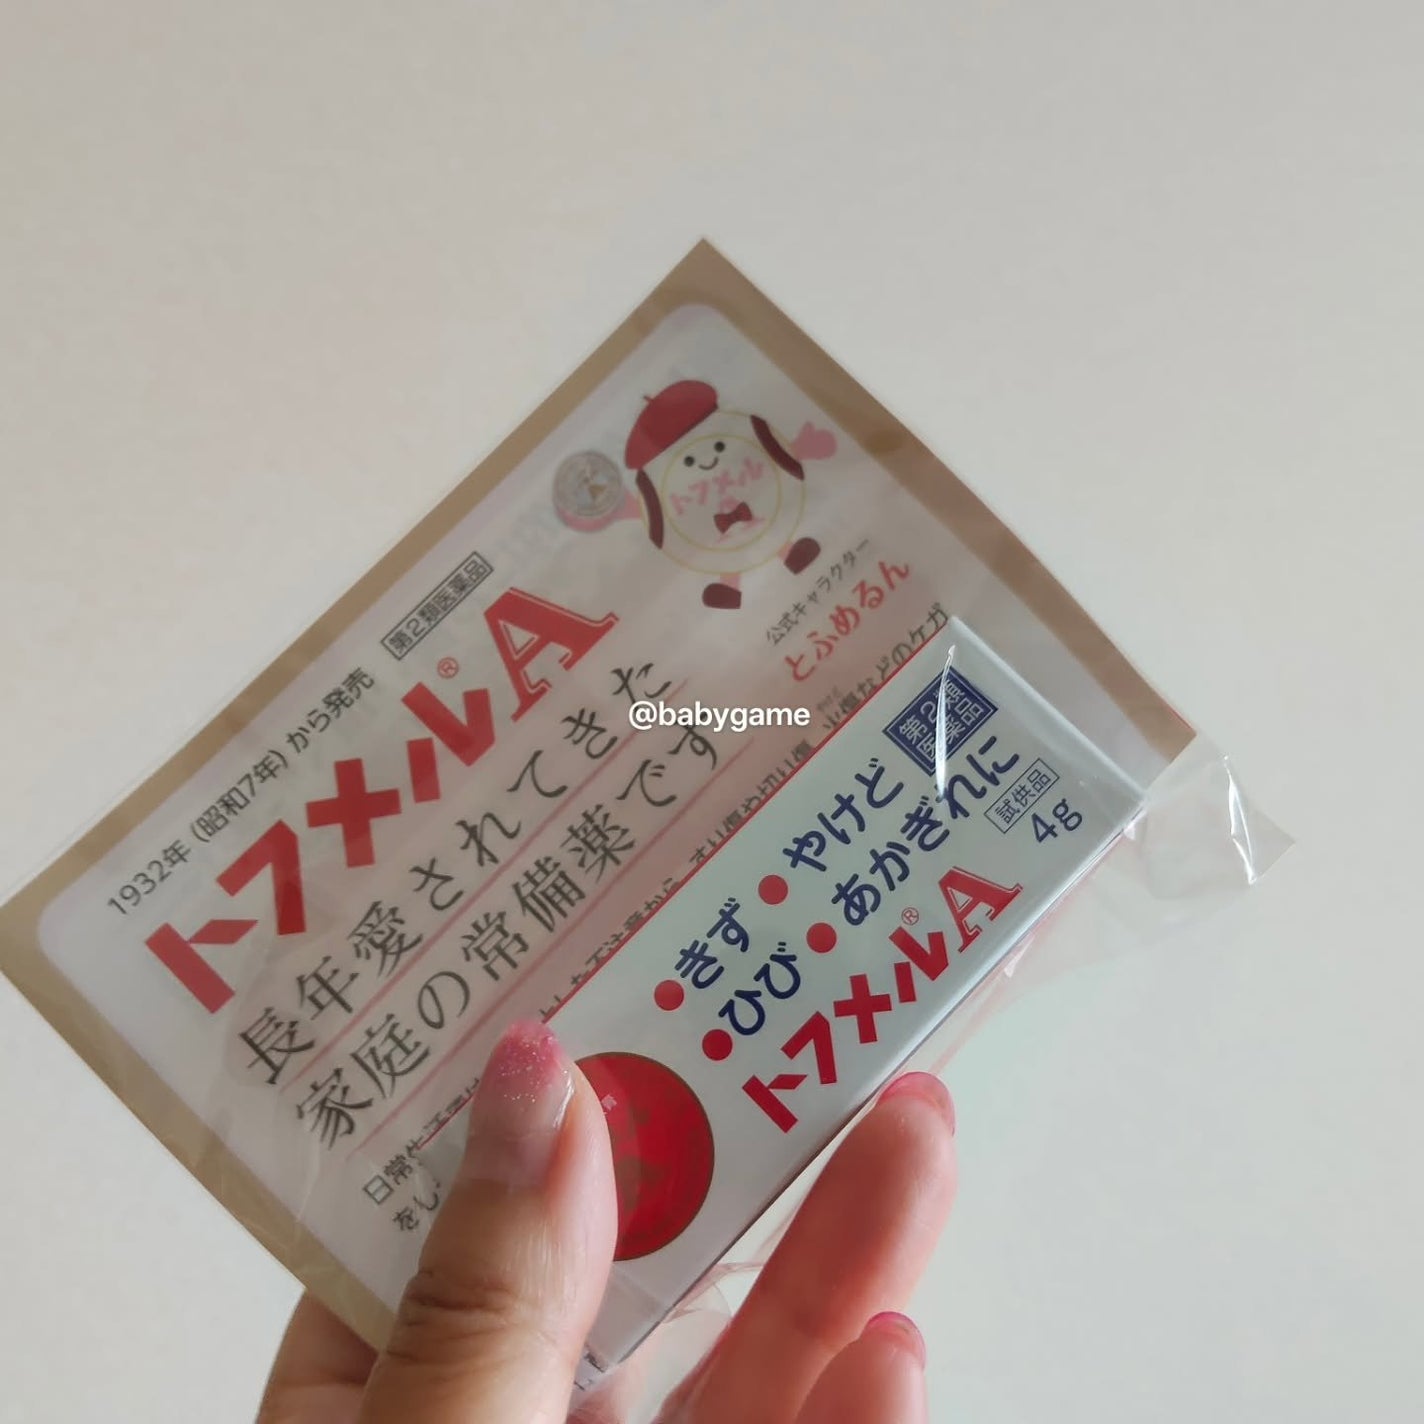 1932年（昭和7年）から発売
第2類医薬品
トフメルA
®
長年愛されてきた
家庭の常備薬です
トフメル
公式キャラクター
とふめるん
@babygame
第2類
医薬品
●きず●やけど
●ひび●あかぎれに
試供品
4g
トフメルA
®